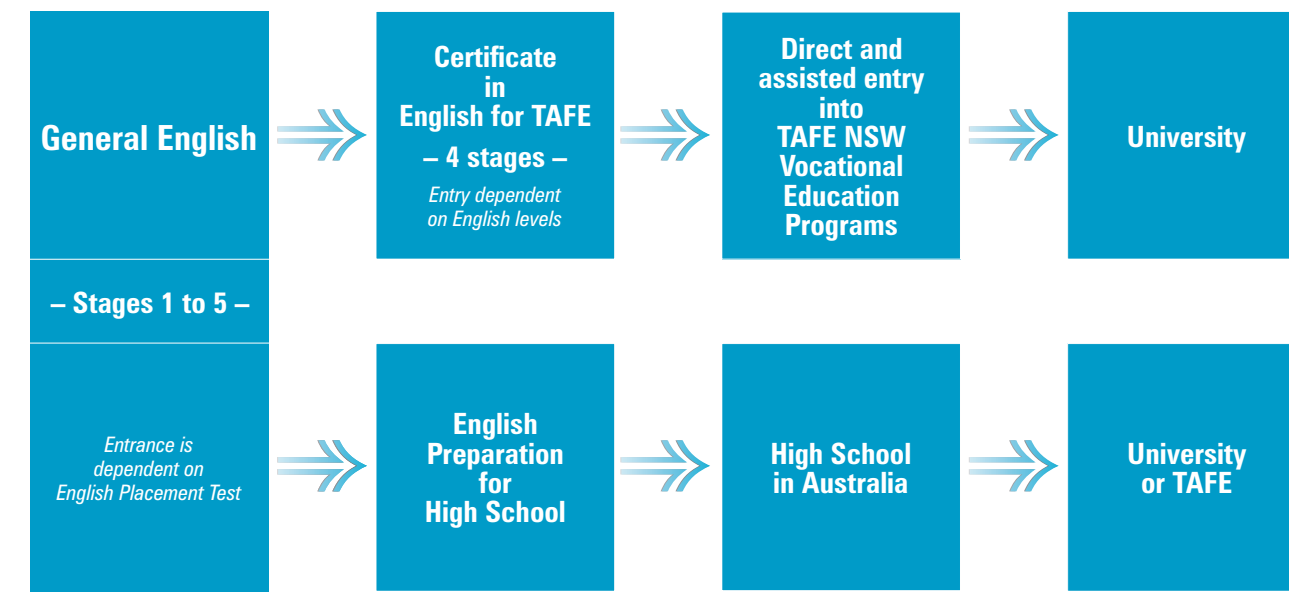 General English
– Stages 1 to 5 –
Entrance is
dependent on
English Placement Test
Certificate
in
English for TAFE
– 4 stages –
Entry dependent
on English levels
Direct and
assisted entry
into
TAFE NSW
Vocational
Education
Programs
University
English
Preparation
for
High School
High School
in Australia
University
or TAFE